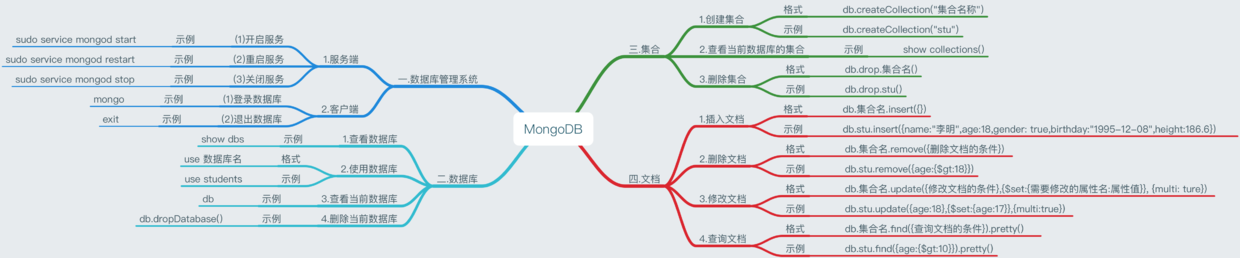 MongoDB
一.数据库管理系统
1.服务端
(1)开启服务 示例 sudo service mongod start
(2)重启服务 示例 sudo service mongod restart
(3)关闭服务 示例 sudo service mongod stop
2.客户端
(1)登录数据库 示例 mongo
(2)退出数据库 示例 exit
二.数据库
1.查看数据库 示例 show dbs
2.使用数据库
格式 use 数据库名
示例 use students
3.查看当前数据库 示例 db
4.删除当前数据库 示例 db.dropDatabase()
三.集合
1.创建集合
格式 db.createCollection("集合名称")
示例 db.createCollection("stu")
2.查看当前数据库的集合 示例 show collections()
3.删除集合
格式 db.drop.集合名()
示例 db.drop.stu()
四.文档
1.插入文档
格式 db.集合名.insert({})
示例 db.stu.insert({name:"李明",age:18,gender: true,birthday:"1995-12-08",height:186.6})
2.删除文档
格式 db.集合名.remove({删除文档的条件})
示例 db.stu.remove({age:{$gt:18}})
3.修改文档
格式 db.集合名.update({修改文档的条件},{$set:{需要修改的属性名:属性值}}, {multi: ture})
示例 db.stu.update({age:18},{$set:{age:17}},{multi:true})
4.查询文档
格式 db.集合名.find({查询文档的条件}).pretty()
示例 db.stu.find({age:{$gt:10}}).pretty()